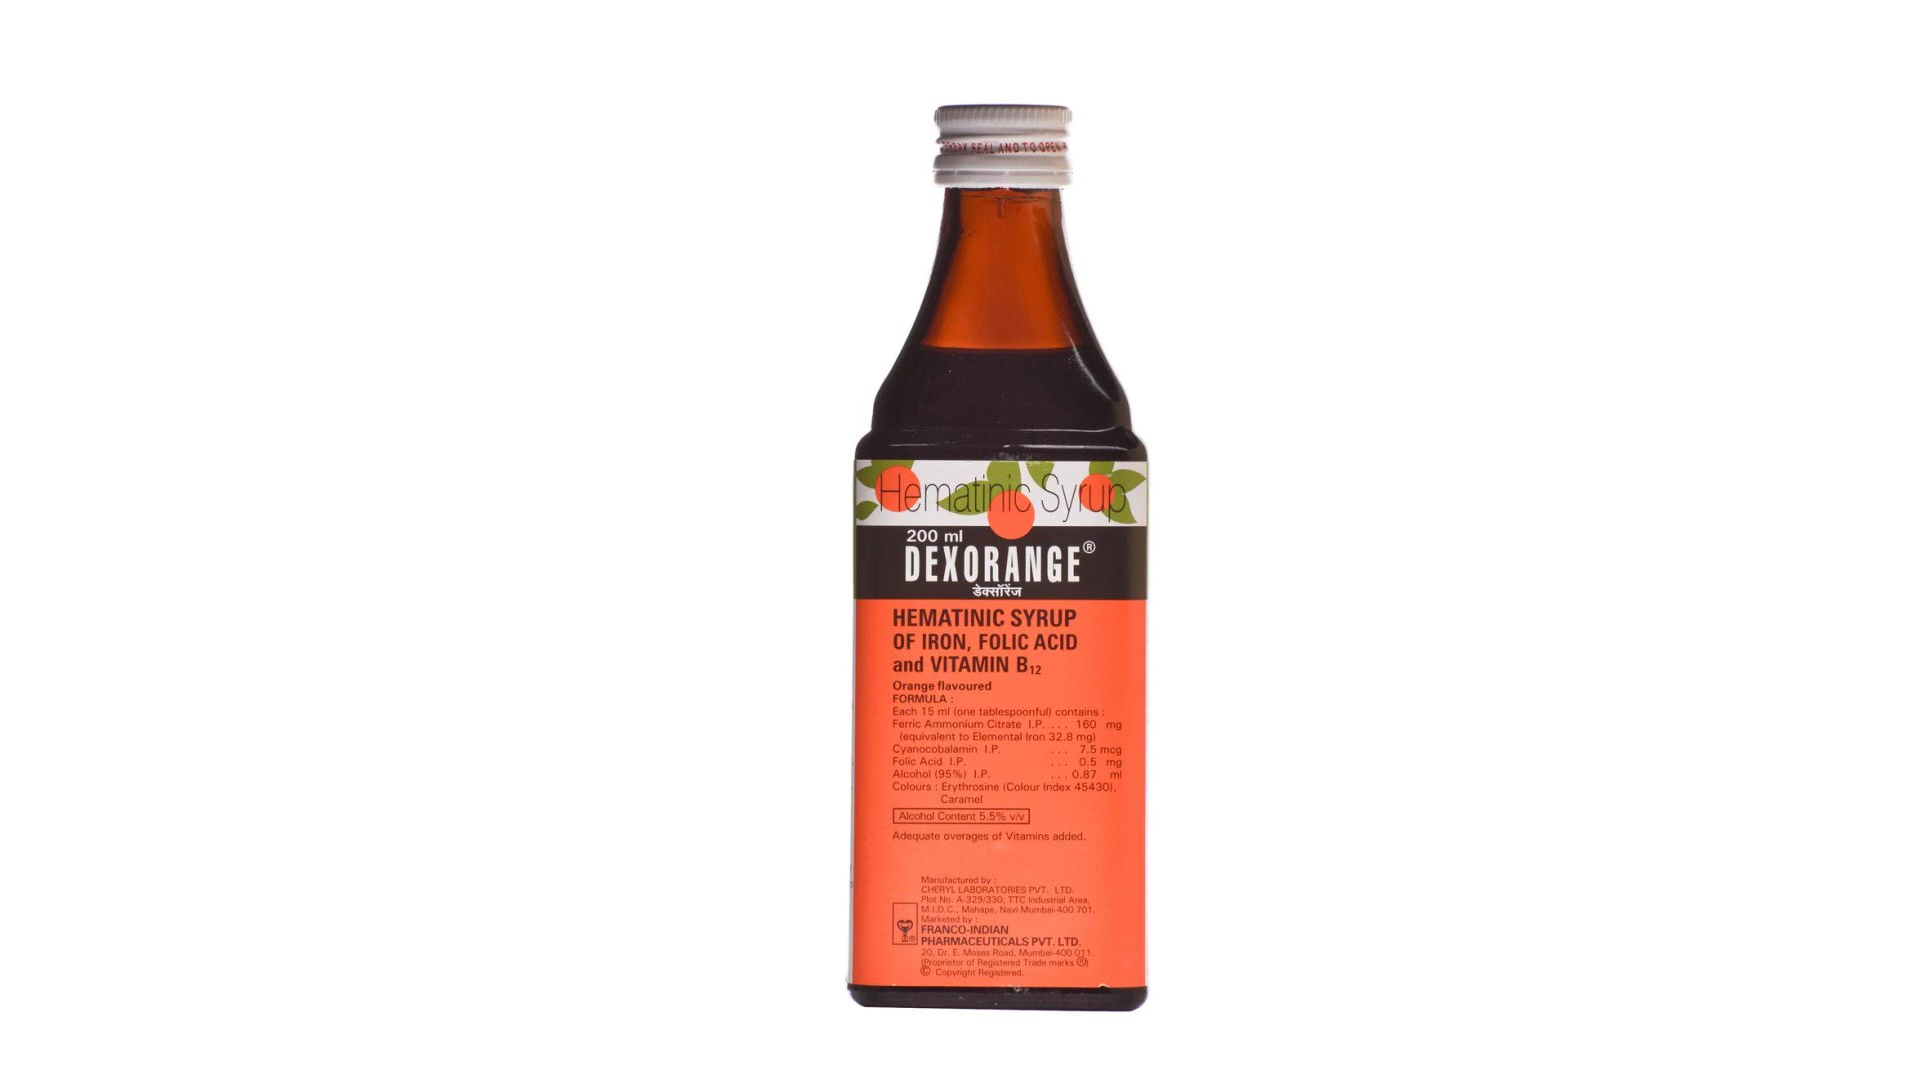 BREAK SEAL AND TO OPEN
Hematinic Syrup
200 ml
DEXORANGE®
डेक्सॉरेंज
HEMATINIC SYRUP
OF IRON, FOLIC ACID
and VITAMIN B12
Orange flavoured
FORMULA :
Each 15 ml (one tablespoonful) contains :
Ferric Ammonium Citrate I.P. ... 160 mg
(equivalent to Elemental Iron 32.8 mg)
Cyanocobalamin I.P. ... 7.5 mcg
Folic Acid I.P. ... 0.5 mg
Alcohol (95%) I.P. ... 0.87 ml
Colours : Erythrosine (Colour Index 45430),
Caramel
Alcohol Content 5.5% v/v
Adequate overages of Vitamins added.
Manufactured by :
CHERYL LABORATORIES PVT. LTD.
Plot No. A-329/330, TTC Industrial Area,
M.I.D.C., Mahape, Navi Mumbai-400 701.
Marketed by :
FRANCO-INDIAN
PHARMACEUTICALS PVT. LTD.
20, Dr. E. Moses Road, Mumbai-400 011.
(Proprietor of Registered Trade marks ®)
© Copyright Registered.